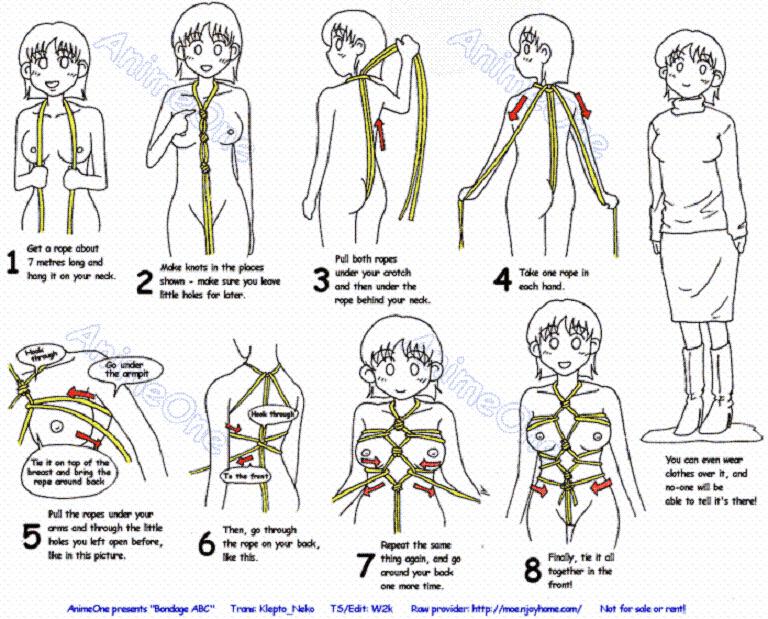 AnimeOne
AnimeOne
1
Get a rope about
7 metres long and
hang it on your neck.
2
Make knots in the places
shown - make sure you leave
little holes for later.
3
Pull both ropes
under your crotch
and then under the
rope behind your neck.
4
Take one rope in
each hand.
AnimeOne
AnimeOne
Hook
through
Go under
the armpit
Tie it on top of the
breast and bring the
rope around back
5
Pull the ropes under your
arms and through the little
holes you left open before,
like in this picture.
Hook through
To the front
6
Then, go through
the rope on your back,
like this.
7
Repeat the same
thing again, and go
around your back
one more time.
8
Finally, tie it all
together in the
front!
You can even wear
clothes over it, and
no-one will be
able to tell it's there!
AnimeOne presents "Bondage ABC" Trans: Klepto_Neko TS/Edit: W2k Raw provider: http://moe.njoyhome.com/ Not for sale or rent!!